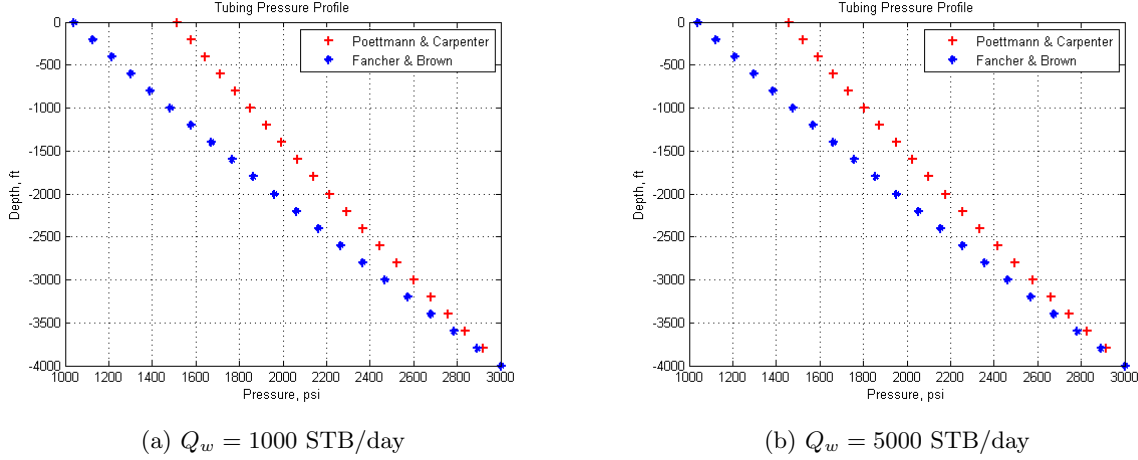 Tubing Pressure Profile
Poettmann & Carpenter
Fancher & Brown
0
-500
-1000
-1500
-2000
-2500
-3000
-3500
-4000
Depth, ft
1000 1200 1400 1600 1800 2000 2200 2400 2600 2800 3000
Pressure, psi
(a) Q_w = 1000 STB/day
Tubing Pressure Profile
Poettmann & Carpenter
Fancher & Brown
0
-500
-1000
-1500
-2000
-2500
-3000
-3500
-4000
Depth, ft
1000 1200 1400 1600 1800 2000 2200 2400 2600 2800 3000
Pressure, psi
(b) Q_w = 5000 STB/day